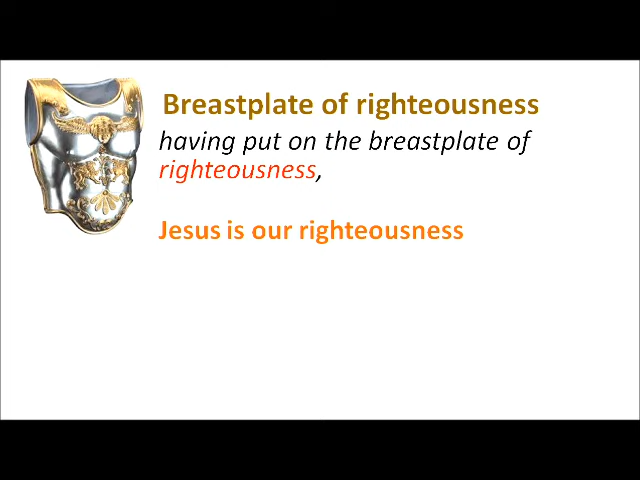 Breastplate of righteousness
having put on the breastplate of
righteousness,
Jesus is our righteousness